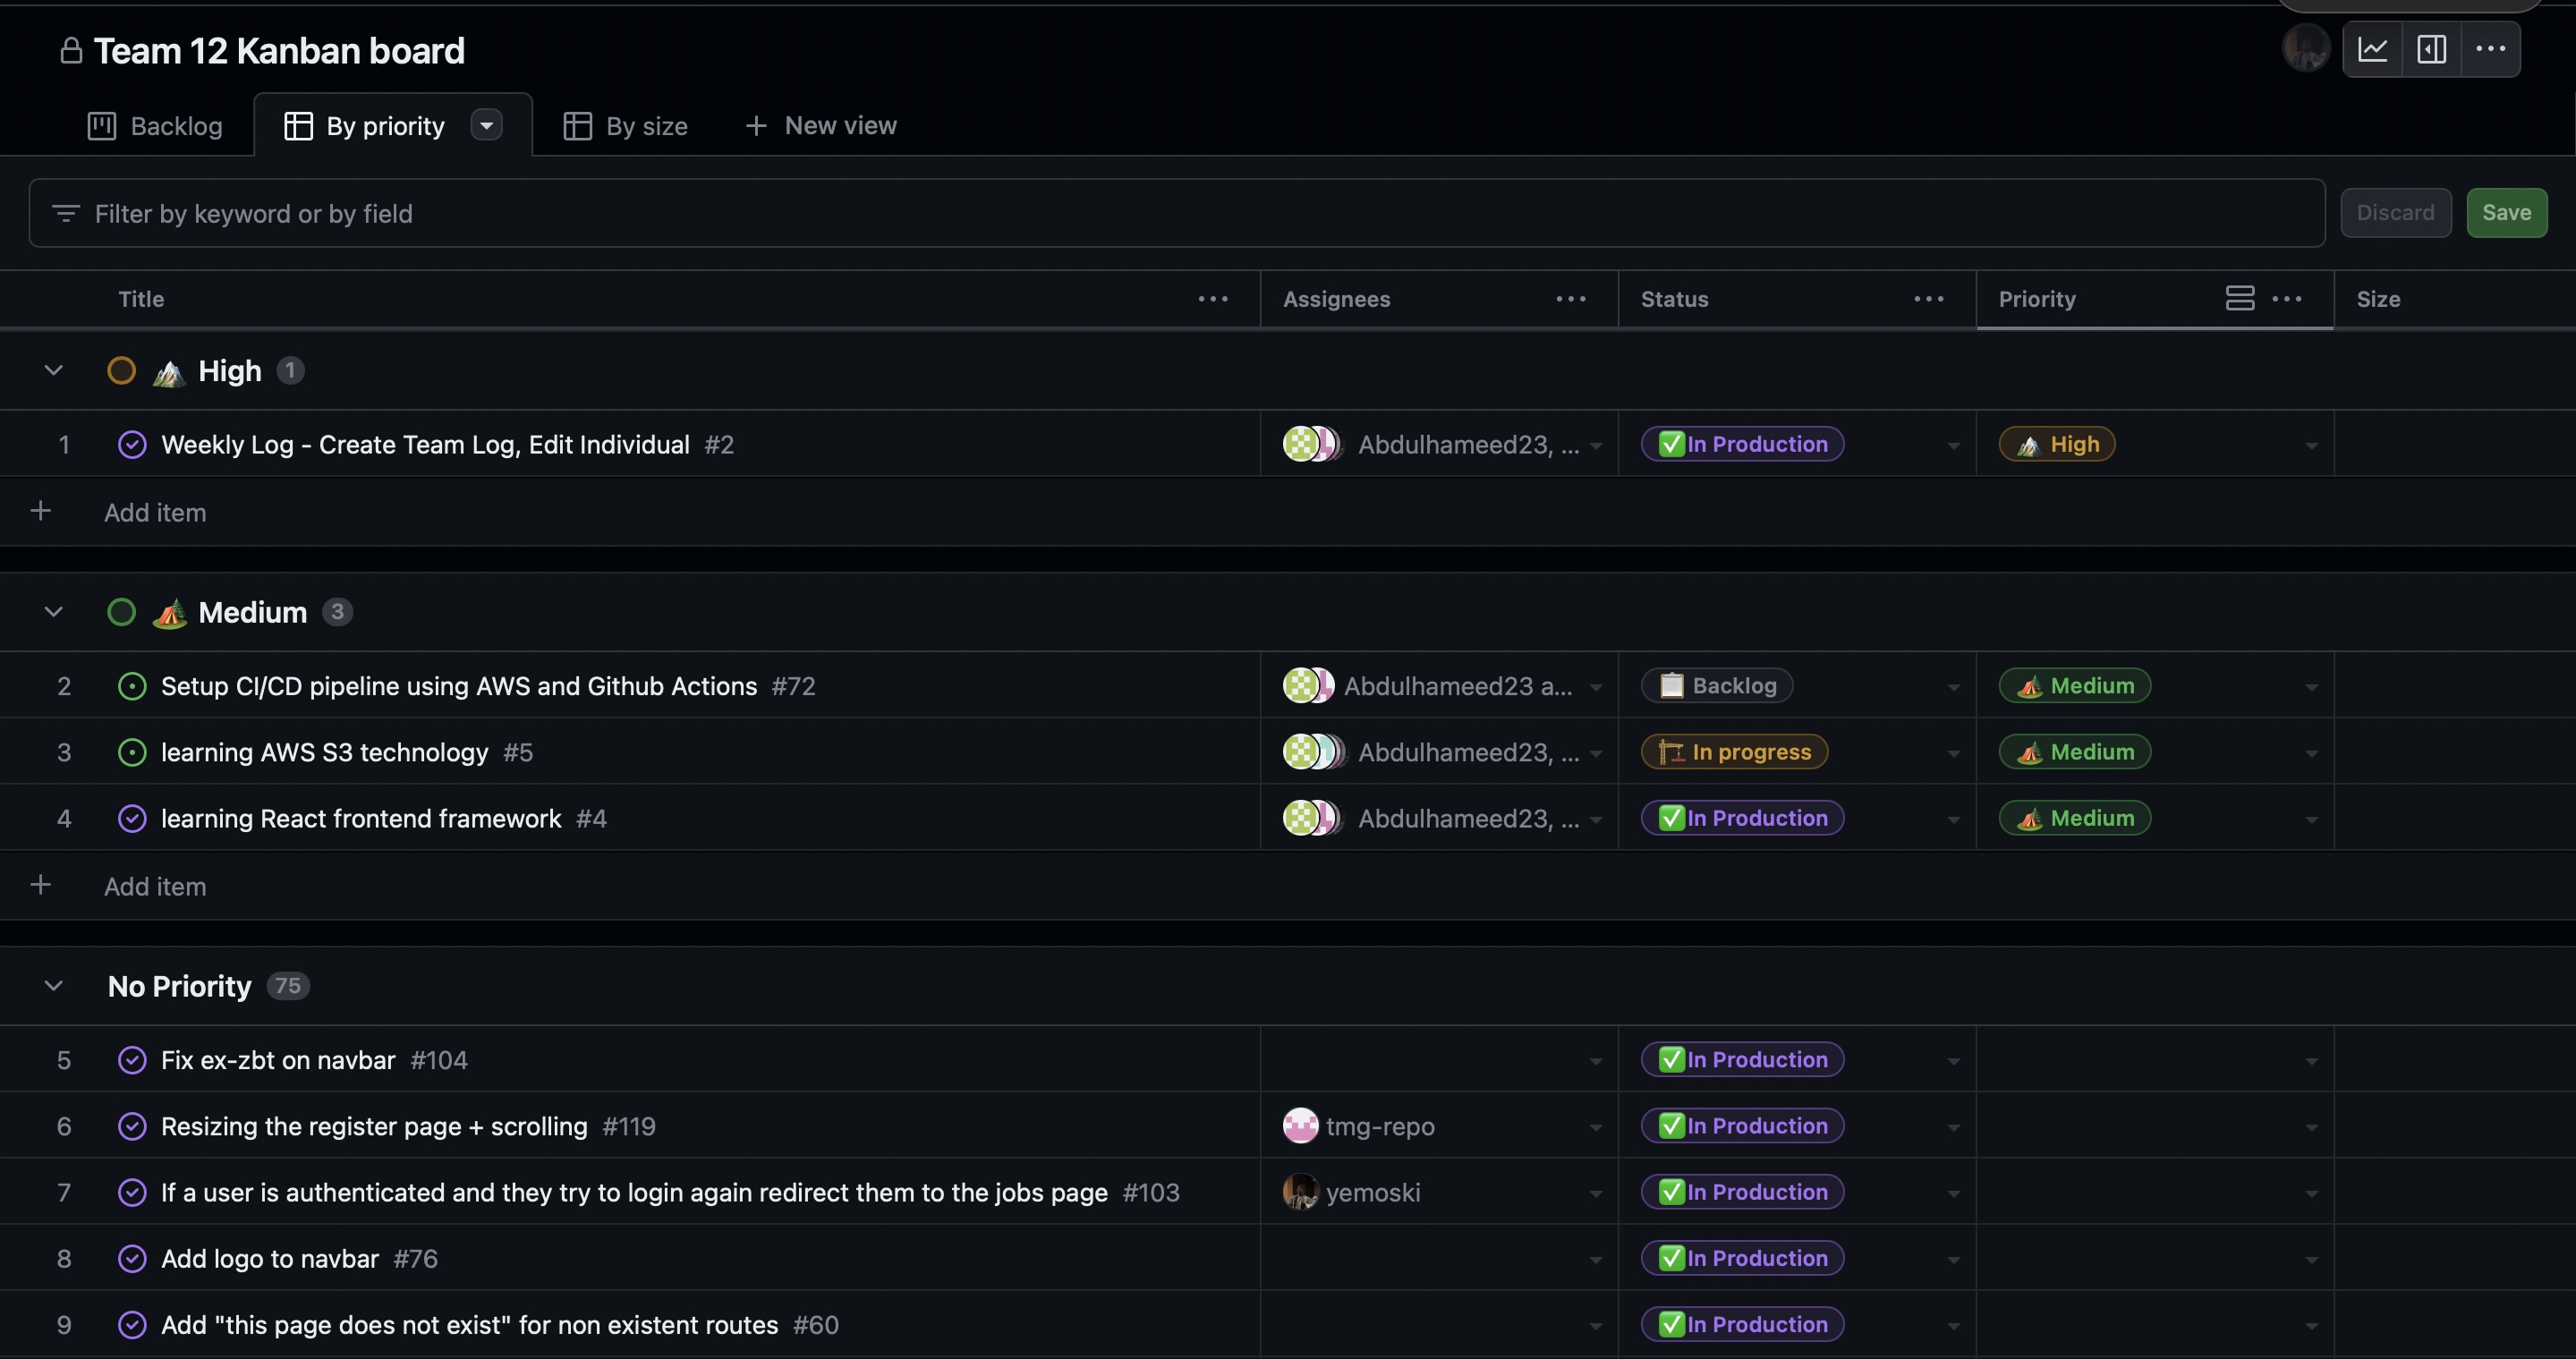 Team 12 Kanban board
Backlog By priority By size New view
Filter by keyword or by field Discard Save
Title Assignees Status Priority Size
High 1
1 Weekly Log - Create Team Log, Edit Individual #2 Abdulhameed23, ... In Production High
Add item
Medium 3
2 Setup CI/CD pipeline using AWS and Github Actions #72 Abdulhameed23 a... Backlog Medium
3 learning AWS S3 technology #5 Abdulhameed23, ... In progress Medium
4 learning React frontend framework #4 Abdulhameed23, ... In Production Medium
Add item
No Priority 75
5 Fix ex-zbt on navbar #104 In Production
6 Resizing the register page + scrolling #119 tmg-repo In Production
7 If a user is authenticated and they try to login again redirect them to the jobs page #103 yemoski In Production
8 Add logo to navbar #76 In Production
9 Add "this page does not exist" for non existent routes #60 In Production